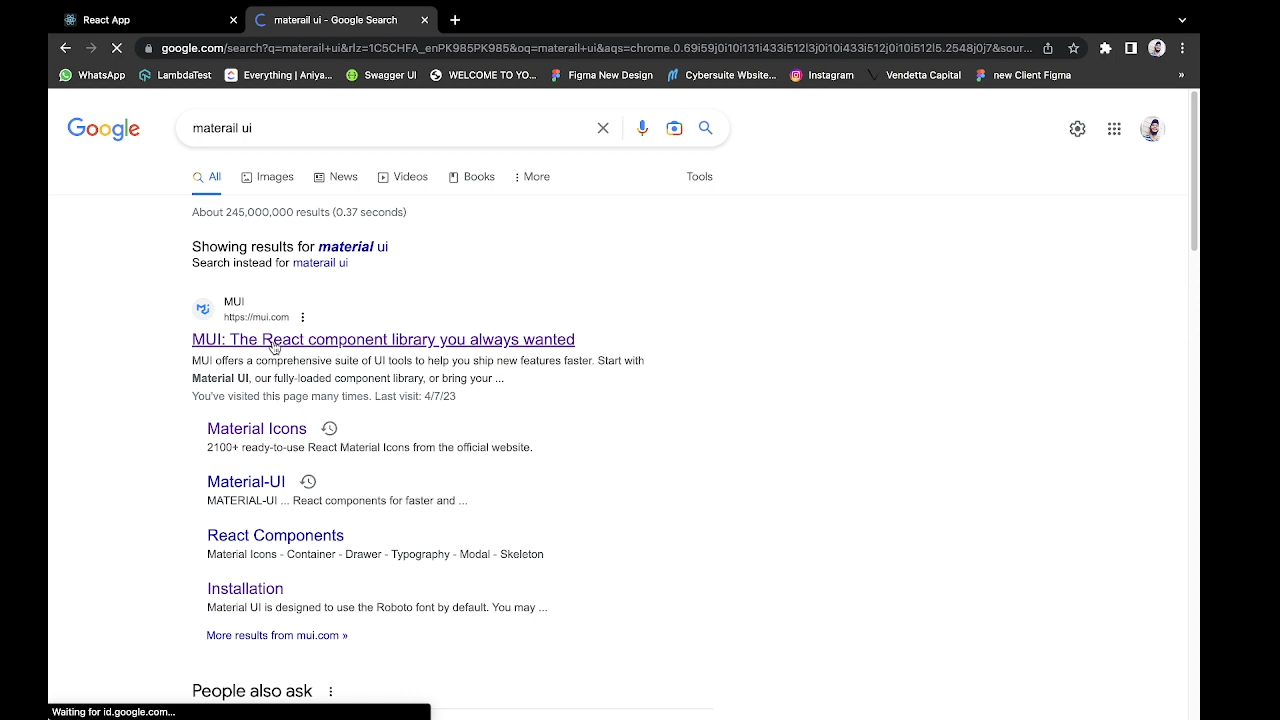 React App
materail ui - Google Search
google.com/search?q=materail+ui&rlz=1C5CHFA_enPK985PK985&oq=materail+ui&aqs=chrome.0.69i59j0i10i131i433i512l3j0i10i433i512j0i10i512l5.2548j0j7&sour...
WhatsApp
LambdaTest
Everything | Aniya...
Swagger UI
WELCOME TO YO...
Figma New Design
Cybersuite Wbsite...
Instagram
Vendetta Capital
new Client Figma
»
Google
materail ui
All
Images
News
Videos
Books
More
Tools
About 245,000,000 results (0.37 seconds)
Showing results for material ui
Search instead for materail ui
MUI
https://mui.com
MUI: The React component library you always wanted
MUI offers a comprehensive suite of UI tools to help you ship new features faster. Start with
Material UI, our fully-loaded component library, or bring your ...
You've visited this page many times. Last visit: 4/7/23
Material Icons
2100+ ready-to-use React Material Icons from the official website.
Material-UI
MATERIAL-UI ... React components for faster and ...
React Components
Material Icons - Container - Drawer - Typography - Modal - Skeleton
Installation
Material UI is designed to use the Roboto font by default. You may ...
More results from mui.com »
People also ask
Waiting for id.google.com...